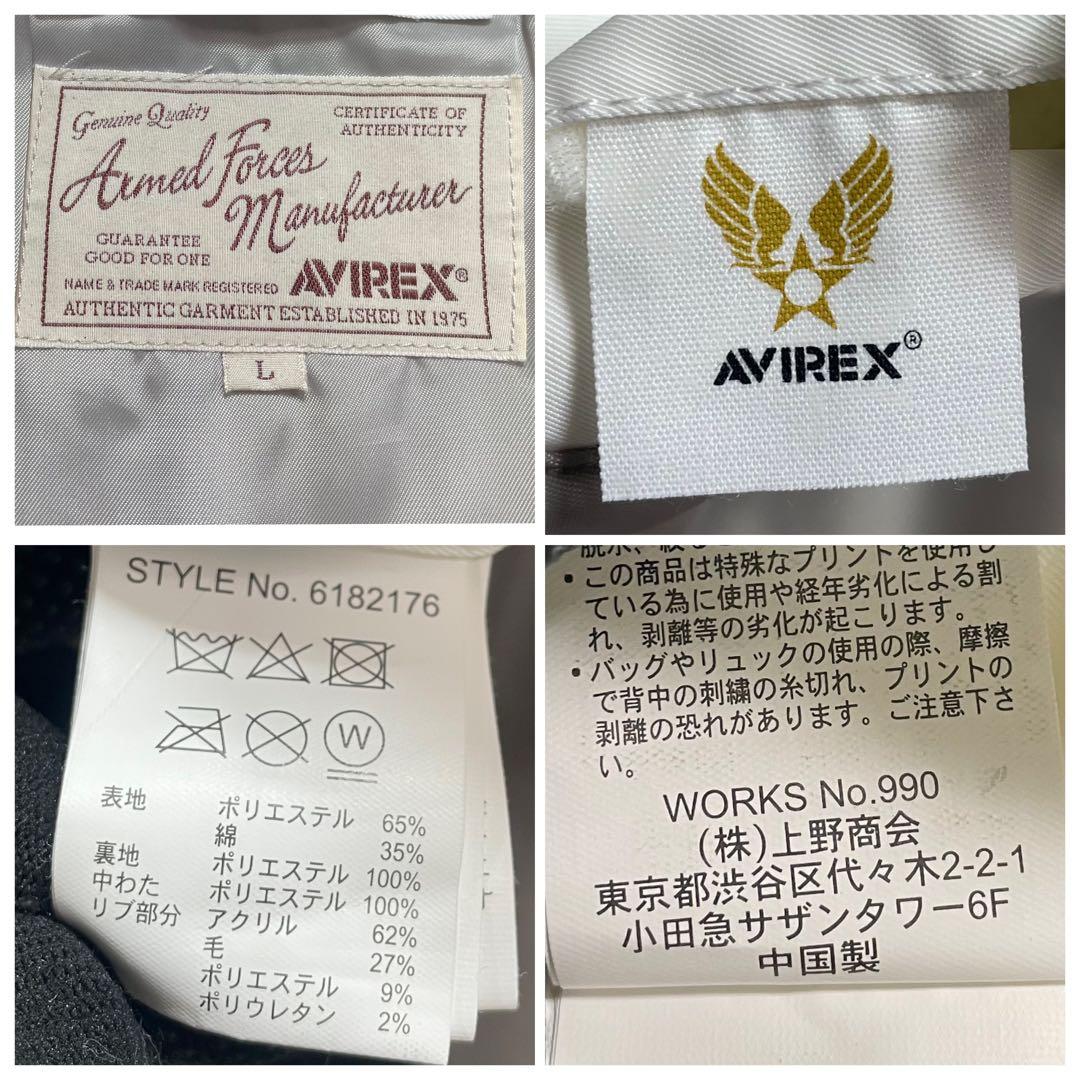 Genuine Quality
CERTIFICATE OF
AUTHENTICITY
Armed Forces
Manufacturer
GUARANTEE
GOOD FOR ONE
NAME & TRADE MARK REGISTERED AVIREX®
AUTHENTIC GARMENT ESTABLISHED IN 1975
L
AVIREX®
STYLE No. 6182176
W
表地 ポリエステル 65%
綿 35%
裏地 ポリエステル 100%
中わた ポリエステル 100%
リブ部分 アクリル 62%
毛 27%
ポリエステル 9%
ポリウレタン 2%
•この商品は特殊なプリントを使用し
ている為に使用や経年劣化による割
れ、剥離等の劣化が起こります。
•バッグやリュックの使用の際、摩擦
で背中の刺繍の糸切れ、プリントの
剥離の恐れがあります。ご注意下さ
い。
WORKS No.990
(株)上野商会
東京都渋谷区代々木2-2-1
小田急サザンタワー6F
中国製